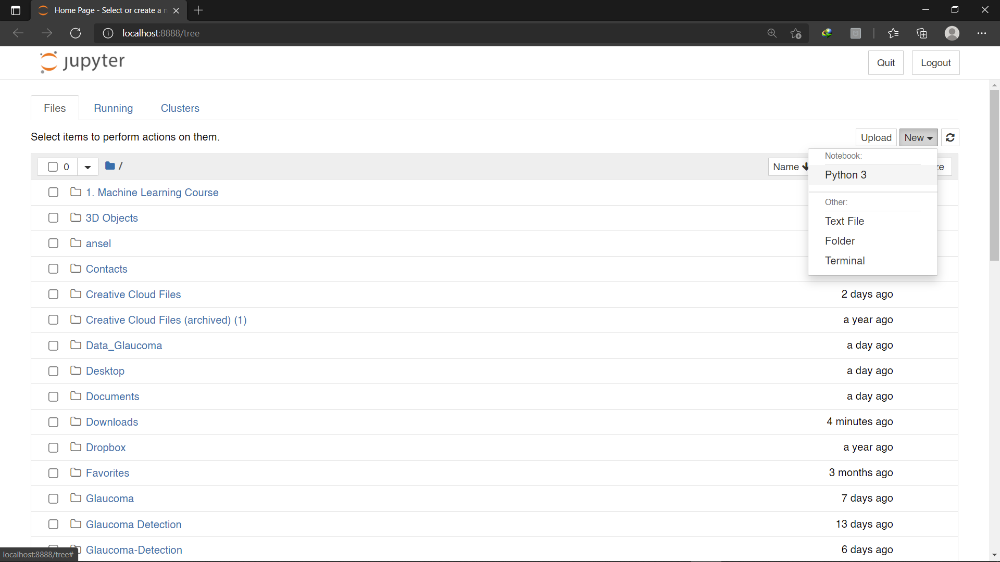 Home Page - Select or create a n
localhost:8888/tree
jupyter
Quit
Logout
Files
Running
Clusters
Select items to perform actions on them.
Upload
New
0
/
Name
ze
Notebook:
Python 3
Other:
Text File
Folder
Terminal
1. Machine Learning Course
3D Objects
ansel
Contacts
Creative Cloud Files
2 days ago
Creative Cloud Files (archived) (1)
a year ago
Data_Glaucoma
a day ago
Desktop
a day ago
Documents
a day ago
Downloads
4 minutes ago
Dropbox
a year ago
Favorites
3 months ago
Glaucoma
7 days ago
Glaucoma Detection
13 days ago
Glaucoma-Detection
6 days ago
localhost:8888/tree#